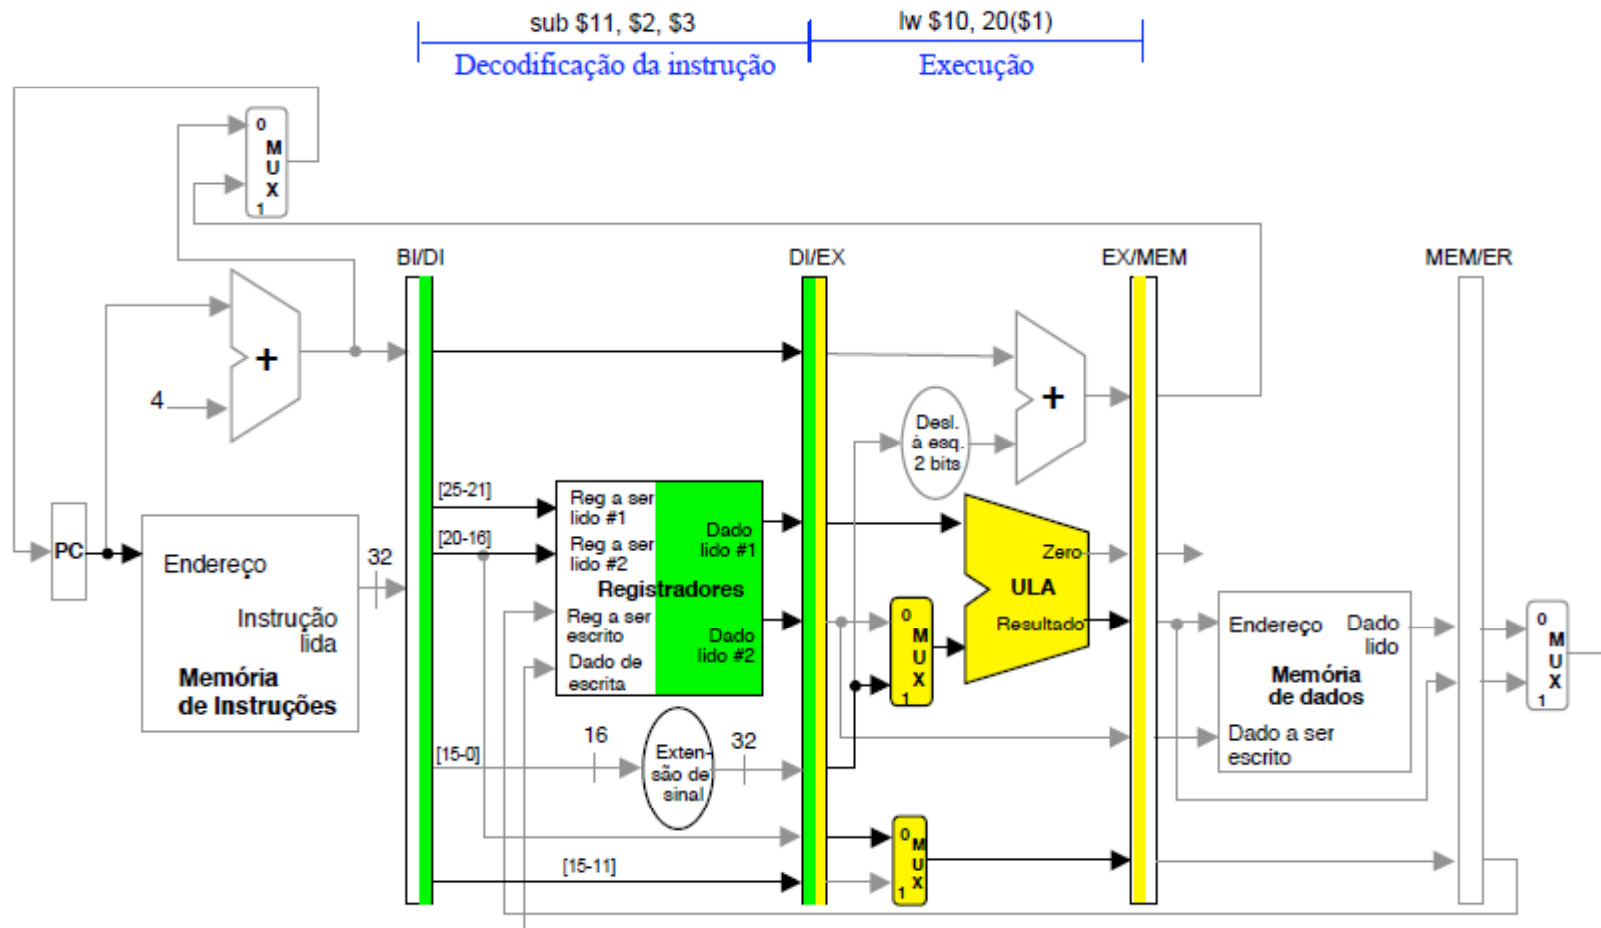 sub $11, $2, $3
lw $10, 20($1)
Decodificação da instrução
Execução
0
M
U
X
1
BI/DI
DI/EX
EX/MEM
MEM/ER
+
4
+
Desl.
à esq.
2 bits
[25-21]
[20-16]
PC
Endereço
32
Instrução
lida
Memória
de Instruções
Reg a ser
lido #1
Reg a ser
lido #2
Registradores
Reg a ser
escrito
Dado de
escrita
Dado
lido #1
Dado
lido #2
Zero
ULA
Resultado
0
M
U
X
1
Endereço
Dado
lido
Memória
de dados
Dado a ser
escrito
0
M
U
X
1
[15-0]
16
Exten-
são de
sinal
32
[15-11]
0
M
U
X
1